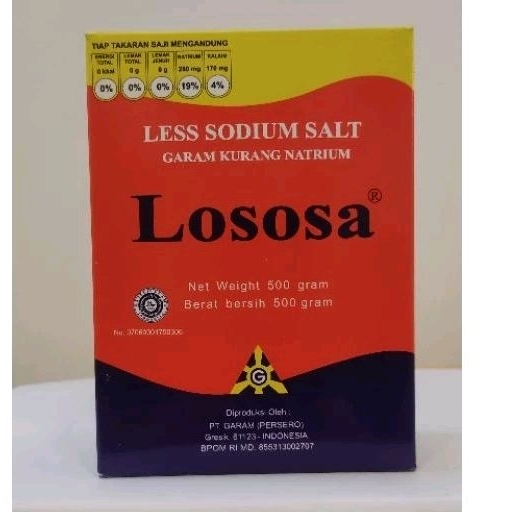 TIAP TAKARAN SAJI MENGANDUNG
ENERGI TOTAL 0 kkal 0%
LEMAK TOTAL 0 g 0%
LEMAK JENUH 0 g 0%
NATRIUM 280 mg 19%
KALIUM 170 mg 4%
LESS SODIUM SALT
GARAM KURANG NATRIUM
Lososa®
Net Weight 500 gram
Berat bersih 500 gram
No.
G
Diproduksi Oleh :
PT. GARAM (PERSERO)
Gresik 61123 - INDONESIA
BPOM RI MD. 855313002707